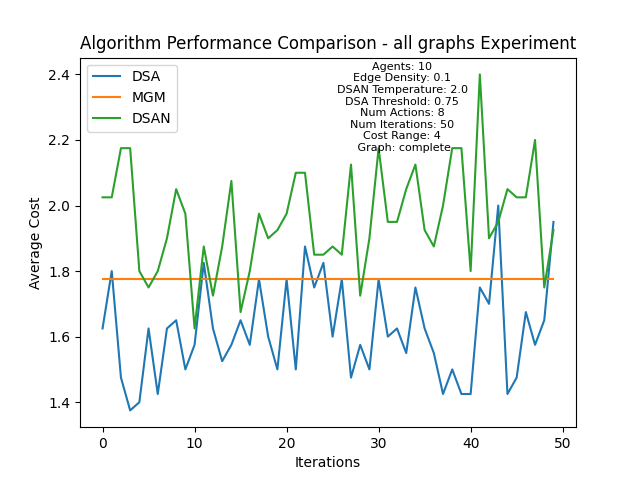 Algorithm Performance Comparison - all graphs Experiment
DSA
MGM
DSAN
Agents: 10
Edge Density: 0.1
DSAN Temperature: 2.0
DSA Threshold: 0.75
Num Actions: 8
Num Iterations: 50
Cost Range: 4
Graph: complete
Average Cost
2.4
2.2
2.0
1.8
1.6
1.4
0 10 20 30 40 50
Iterations